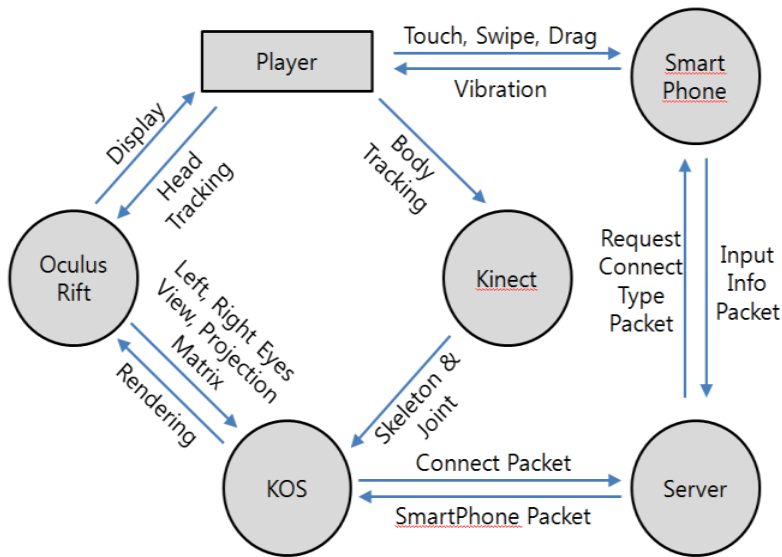 Player
Touch, Swipe, Drag
Vibration
Smart
Phone
Display
Head
Tracking
Body
Tracking
Oculus
Rift
Kinect
Request
Connect
Type
Packet
Input
Info
Packet
Left, Right Eyes
View, Projection
Matrix
Rendering
Skeleton &
Joint
KOS
Connect Packet
SmartPhone Packet
Server